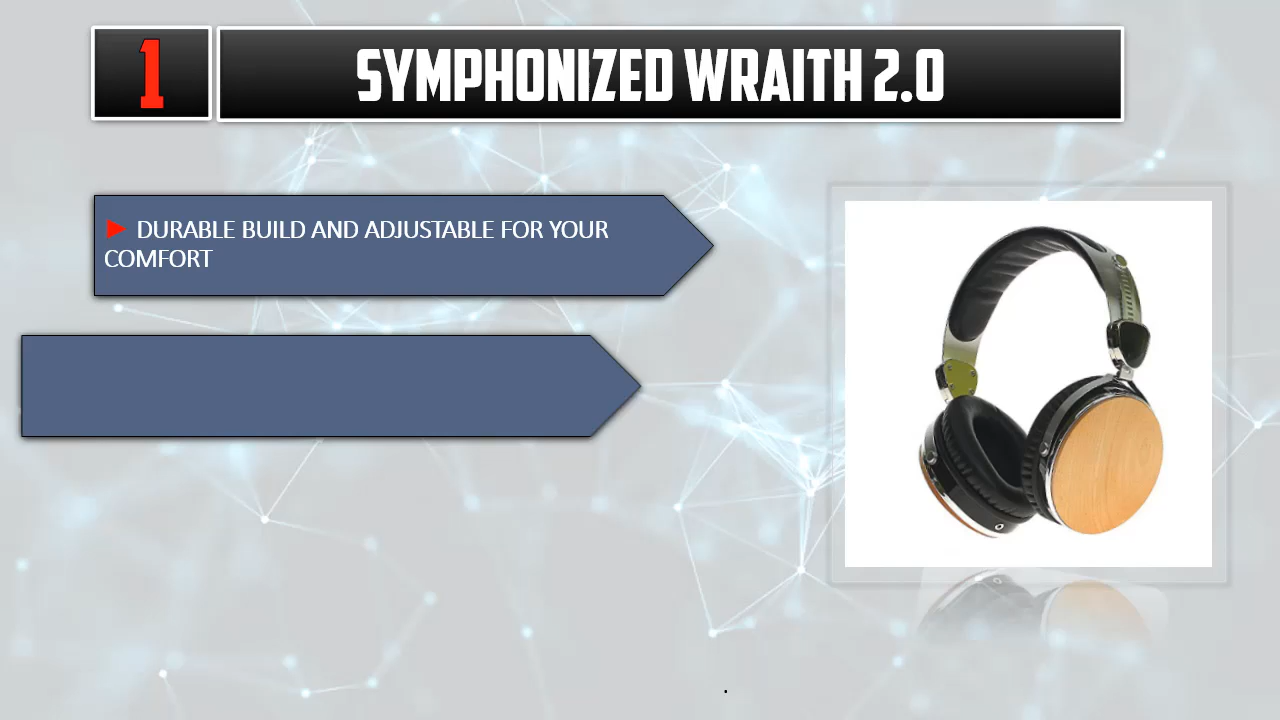 1
SYMPHONIZED WRAITH 2.0
► DURABLE BUILD AND ADJUSTABLE FOR YOUR
COMFORT
.